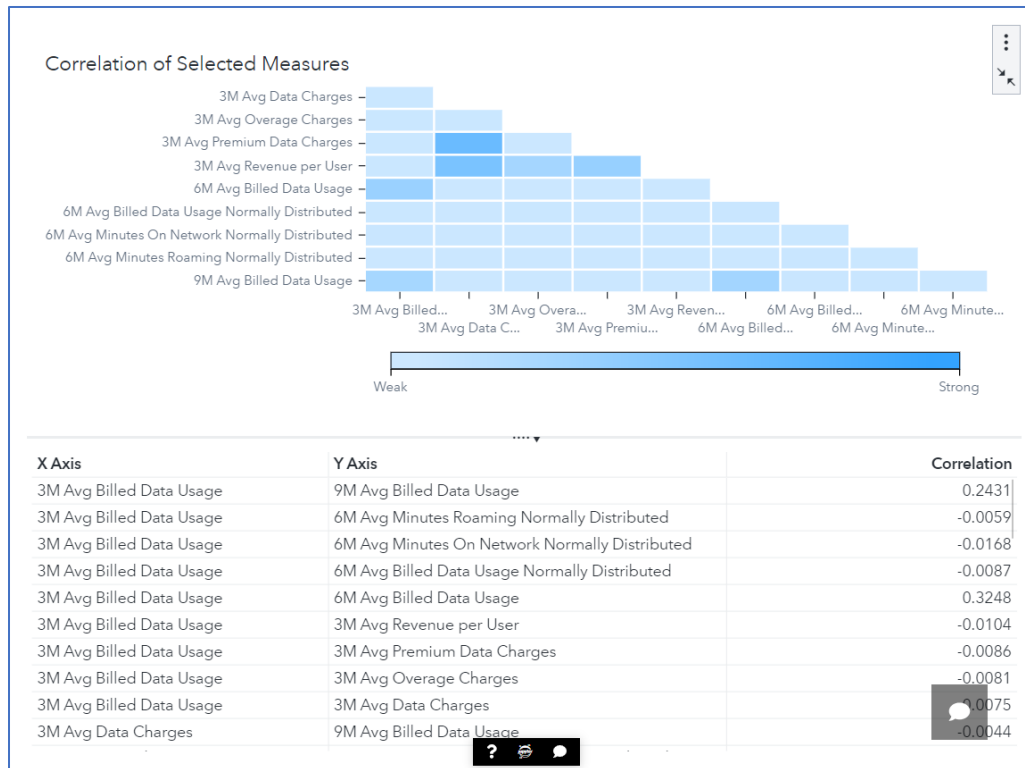 Correlation of Selected Measures
3M Avg Data Charges
3M Avg Overage Charges
3M Avg Premium Data Charges
3M Avg Revenue per User
6M Avg Billed Data Usage
6M Avg Billed Data Usage Normally Distributed
6M Avg Minutes On Network Normally Distributed
6M Avg Minutes Roaming Normally Distributed
9M Avg Billed Data Usage
3M Avg Billed... 3M Avg Overa... 3M Avg Reven... 6M Avg Billed... 6M Avg Minute...
3M Avg Data C... 3M Avg Premiu... 6M Avg Billed... 6M Avg Minute...
Weak Strong
X Axis Y Axis Correlation
3M Avg Billed Data Usage 9M Avg Billed Data Usage 0.2431
3M Avg Billed Data Usage 6M Avg Minutes Roaming Normally Distributed -0.0059
3M Avg Billed Data Usage 6M Avg Minutes On Network Normally Distributed -0.0168
3M Avg Billed Data Usage 6M Avg Billed Data Usage Normally Distributed -0.0087
3M Avg Billed Data Usage 6M Avg Billed Data Usage 0.3248
3M Avg Billed Data Usage 3M Avg Revenue per User -0.0104
3M Avg Billed Data Usage 3M Avg Premium Data Charges -0.0086
3M Avg Billed Data Usage 3M Avg Overage Charges -0.0081
3M Avg Billed Data Usage 3M Avg Data Charges
3M Avg Data Charges 9M Avg Billed Data Usage -0.0044
?